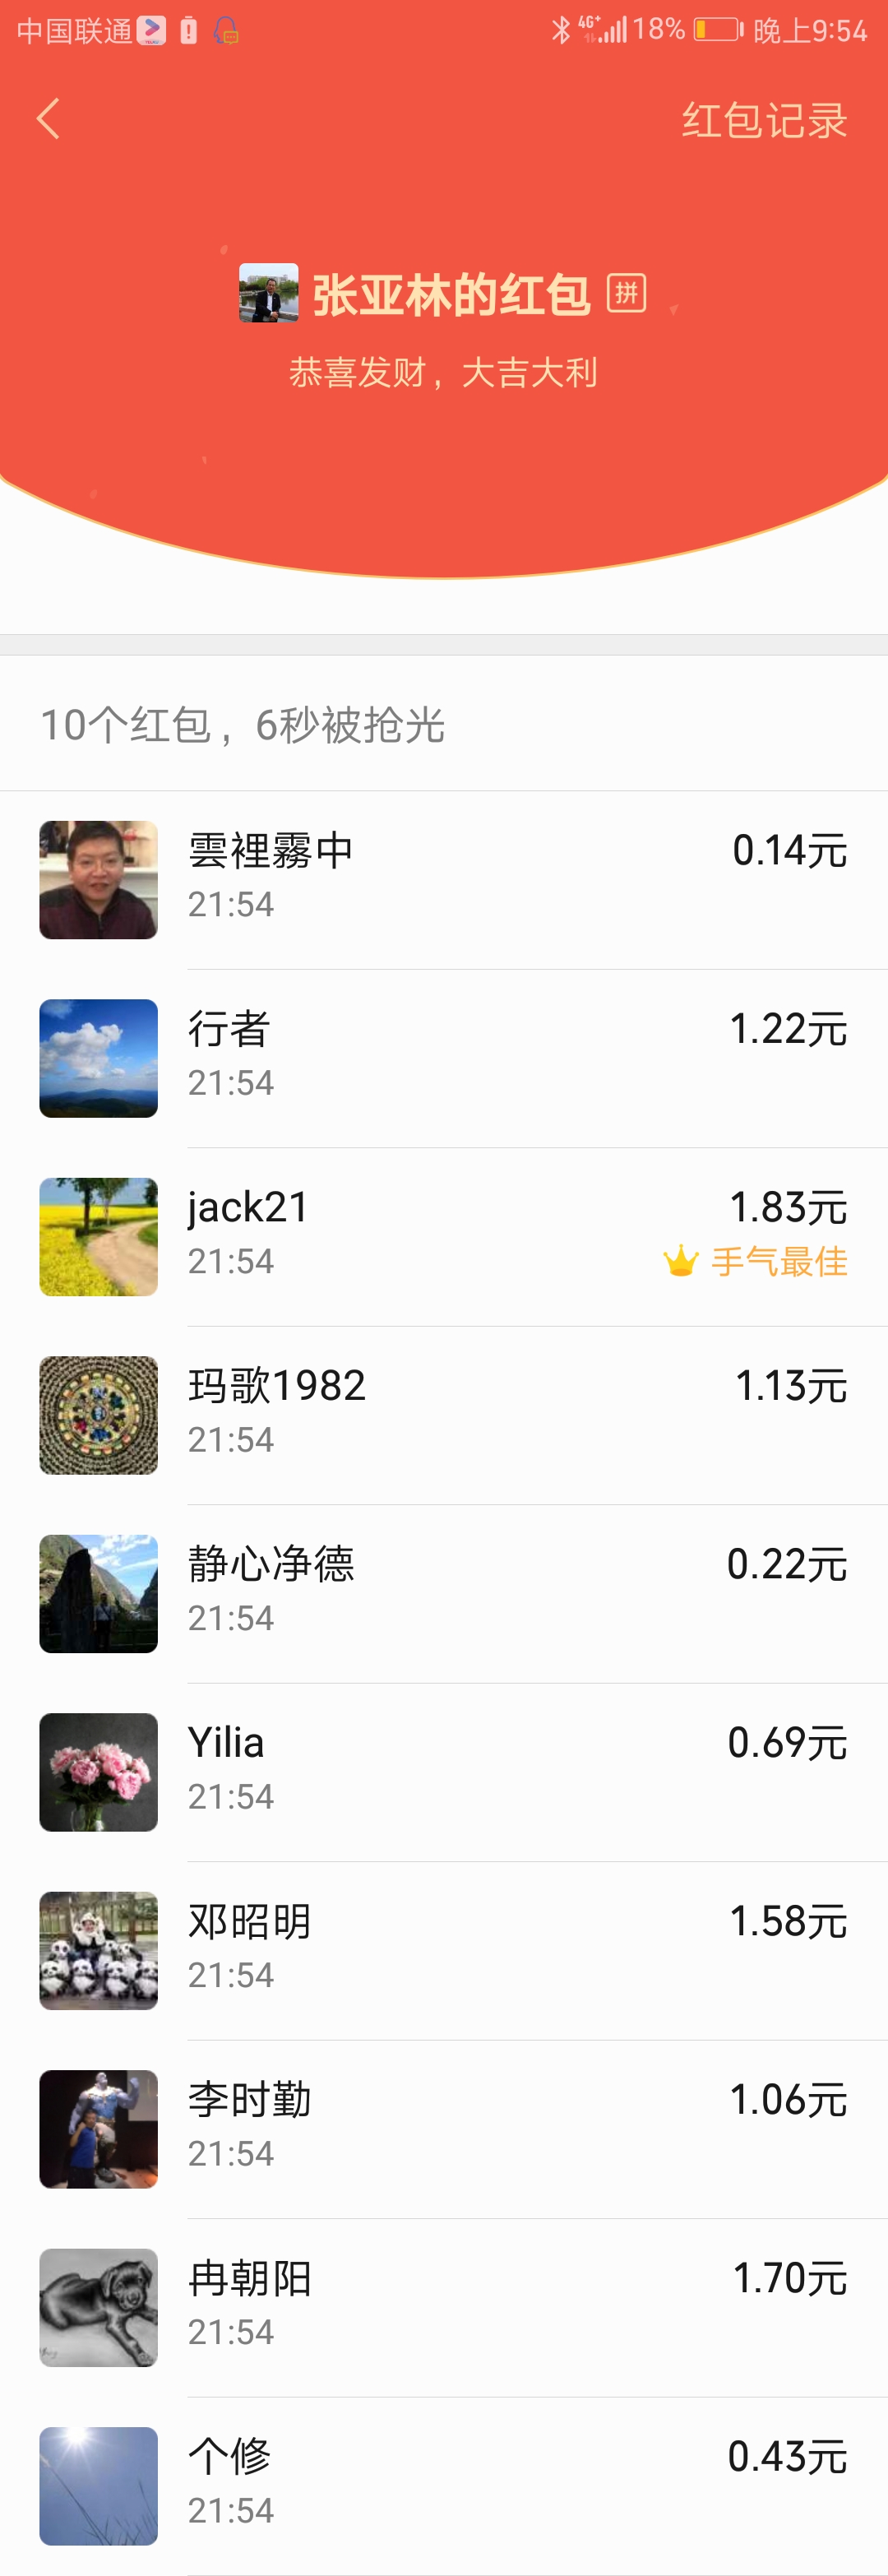 中国联通 4G+ 18% 晚上9:54
红包记录
张亚林的红包 拼
恭喜发财，大吉大利
10个红包，6秒被抢光
雲裡霧中 0.14元
21:54
行者 1.22元
21:54
jack21 1.83元
21:54 手气最佳
玛歌1982 1.13元
21:54
静心净德 0.22元
21:54
Yilia 0.69元
21:54
邓昭明 1.58元
21:54
李时勤 1.06元
21:54
冉朝阳 1.70元
21:54
个修 0.43元
21:54